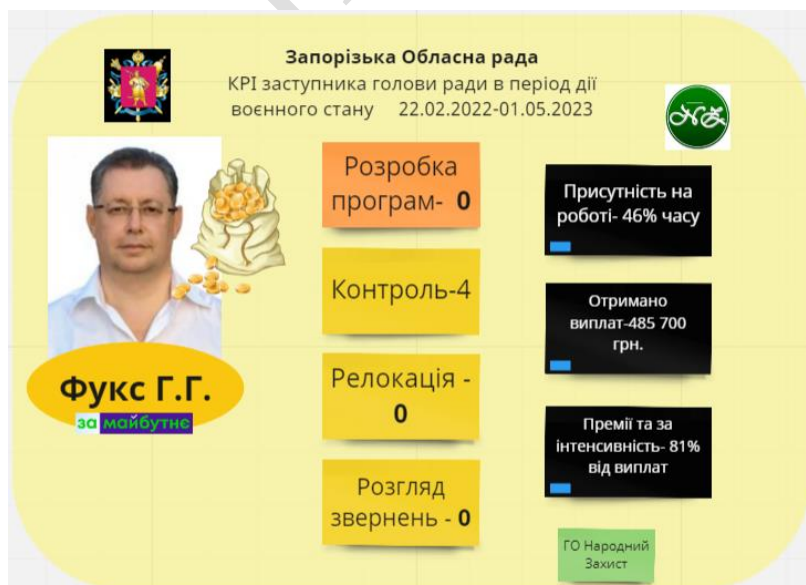 Запорізька Обласна рада
КРІ заступника голови ради в період дії
воєнного стану 22.02.2022-01.05.2023
Розробка
програм- 0
Контроль-4
Релокація -
0
Розгляд
звернень - 0
Присутність на
роботі- 46% часу
Отримано
виплат-485 700
грн.
Премії та за
інтенсивність- 81%
від виплат
Фукс Г.Г.
за майбутнє
ГО Народний
Захист
НЗ